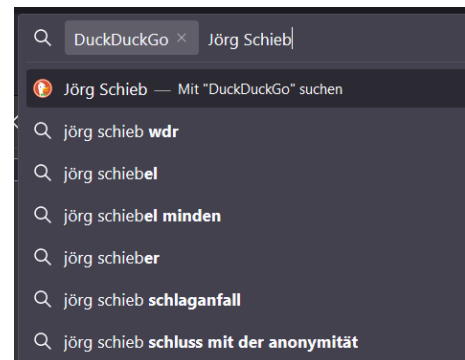 DuckDuckGo × Jörg Schieb
Jörg Schieb — Mit "DuckDuckGo" suchen
jörg schieb wdr
jörg schiebel
jörg schiebel minden
jörg schieber
jörg schieb schlaganfall
jörg schieb schluss mit der anonymität